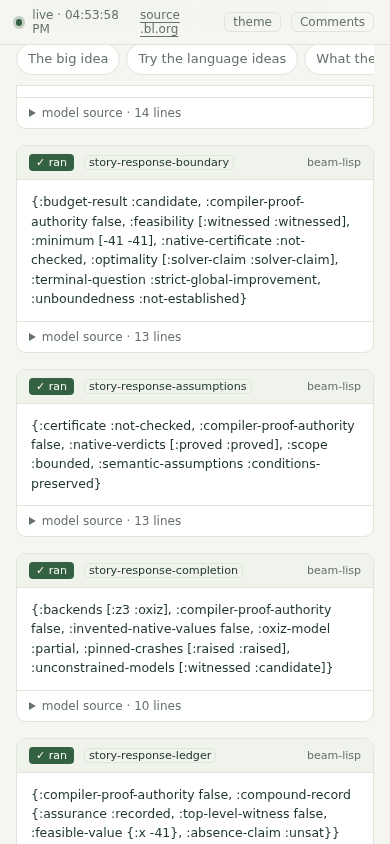 live · 04:53:58 PM
source .bl.org
theme
Comments
The big idea
Try the language ideas
What the
▶ model source · 14 lines
✓ ran story-response-boundary beam-lisp
{:budget-result :candidate, :compiler-proof-
authority false, :feasibility [:witnessed :witnessed],
:minimum [-41 -41], :native-certificate :not-
checked, :optimality [:solver-claim :solver-claim],
:terminal-question :strict-global-improvement,
:unboundedness :not-established}
▶ model source · 13 lines
✓ ran story-response-assumptions beam-lisp
{:certificate :not-checked, :compiler-proof-authority
false, :native-verdicts [:proved :proved], :scope
:bounded, :semantic-assumptions :conditions-
preserved}
▶ model source · 13 lines
✓ ran story-response-completion beam-lisp
{:backends [:z3 :oxiz], :compiler-proof-authority
false, :invented-native-values false, :oxiz-model
:partial, :pinned-crashes [:raised :raised],
:unconstrained-models [:witnessed :candidate]}
▶ model source · 10 lines
✓ ran story-response-ledger beam-lisp
{:compiler-proof-authority false, :compound-record
{:assurance :recorded, :top-level-witness false,
:feasible-value {:x -41}, :absence-claim :unsat}}